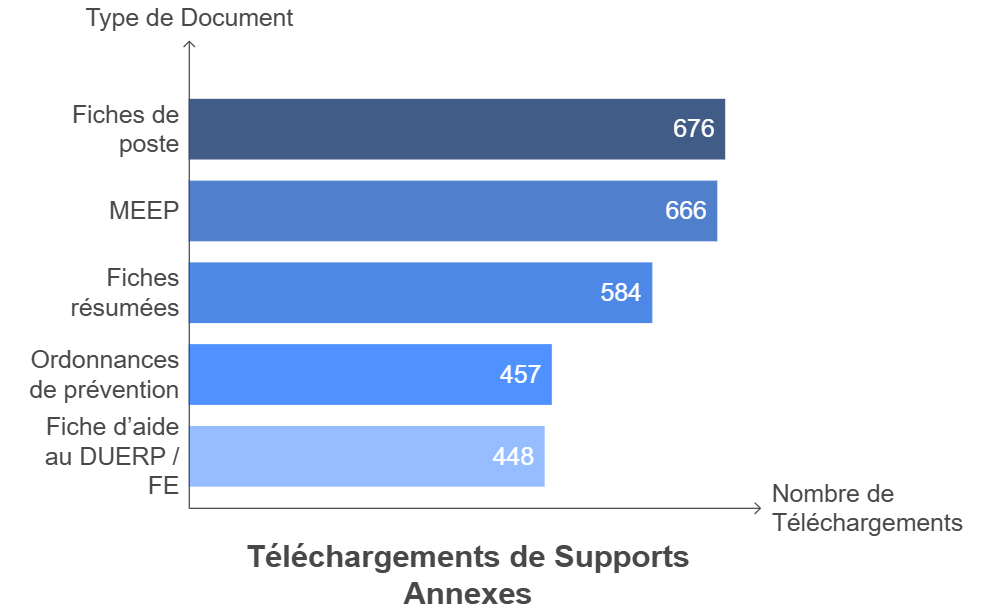 Type de Document
Fiches de
poste
676
MEEP
666
Fiches
résumées
584
Ordonnances
de prévention
457
Fiche d’aide
au DUERP /
FE
448
Nombre de
Téléchargements
Téléchargements de Supports
Annexes